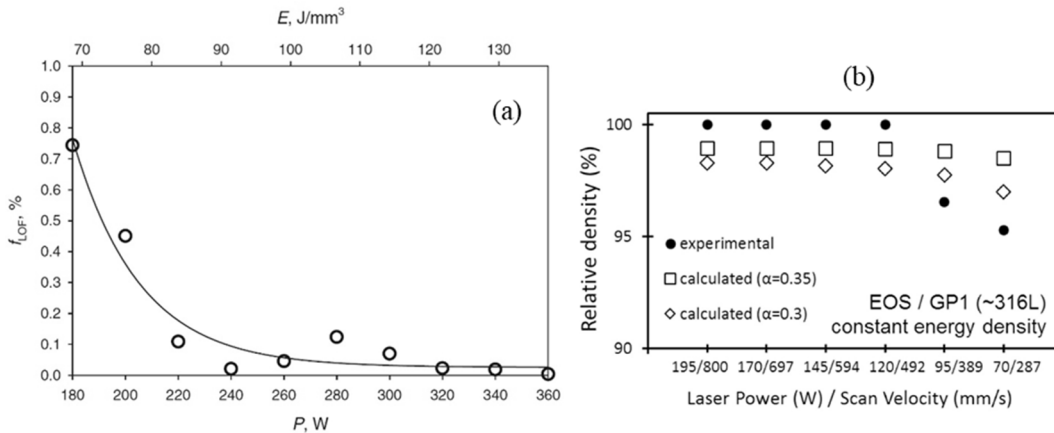 E, J/mm³
70 80 90 100 110 120 130
1.0
0.9
0.8
0.7
0.6
0.5
0.4
0.3
0.2
0.1
0.0
f_LOF, %
(a)
180 200 220 240 260 280 300 320 340 360
P, W
(b)
100
95
90
Relative density (%)
experimental
calculated (α=0.35)
calculated (α=0.3)
EOS / GP1 (~316L)
constant energy density
195/800 170/697 145/594 120/492 95/389 70/287
Laser Power (W) / Scan Velocity (mm/s)